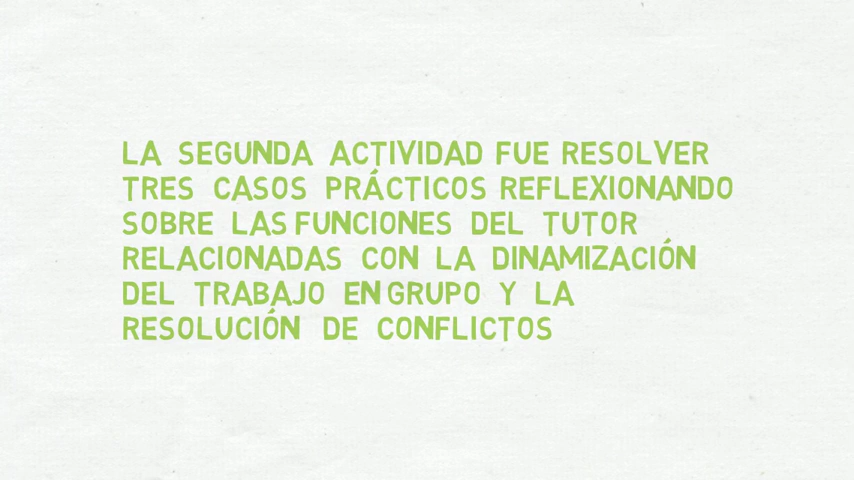 LA SEGUNDA ACTIVIDAD FUE RESOLVER
TRES CASOS PRÁCTICOS REFLEXIONANDO
SOBRE LAS FUNCIONES DEL TUTOR
RELACIONADAS CON LA DINAMIZACIÓN
DEL TRABAJO EN GRUPO Y LA
RESOLUCIÓN DE CONFLICTOS